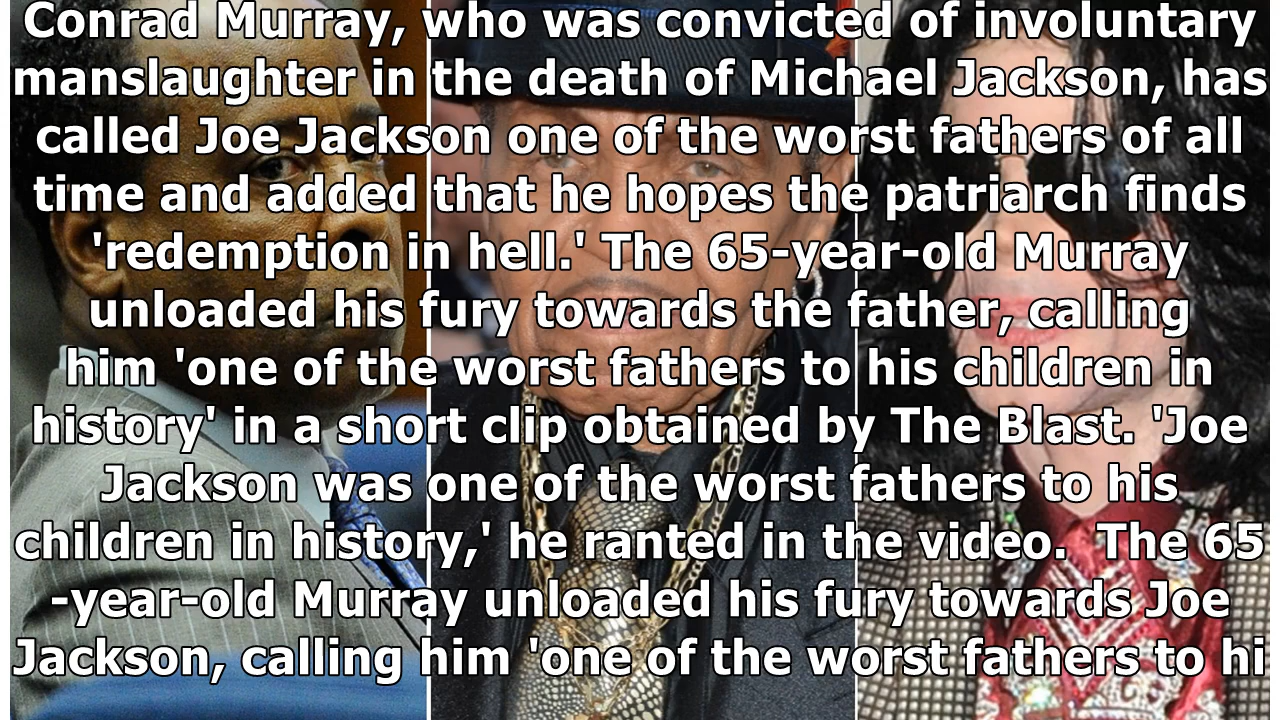 Conrad Murray, who was convicted of involuntary
manslaughter in the death of Michael Jackson, has
called Joe Jackson one of the worst fathers of all
time and added that he hopes the patriarch finds
'redemption in hell.' The 65-year-old Murray
unloaded his fury towards the father, calling
him 'one of the worst fathers to his children in
history' in a short clip obtained by The Blast. 'Joe
Jackson was one of the worst fathers to his
children in history,' he ranted in the video.  The 65
-year-old Murray unloaded his fury towards Joe
Jackson, calling him 'one of the worst fathers to hi